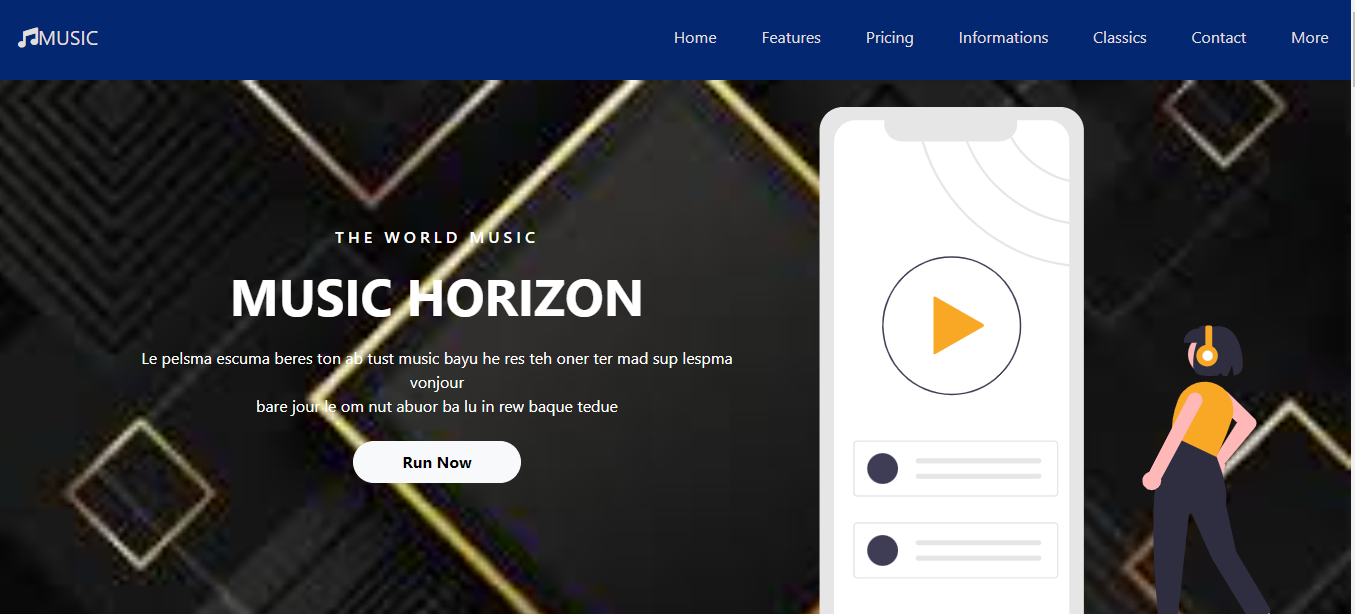 MUSIC
Home Features Pricing Informations Classics Contact More
THE WORLD MUSIC
MUSIC HORIZON
Le pelsma escuma beres ton ab tust music bayu he res teh oner ter mad sup lespma
vonjour
bare jour le om nut abuor ba lu in rew baque tedue
Run Now